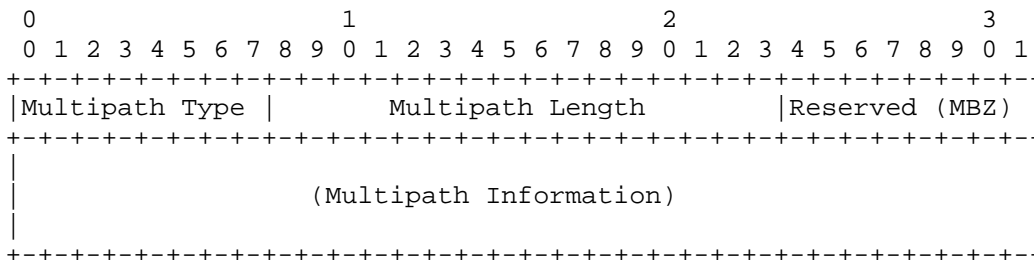 0                   1                   2                   3
0 1 2 3 4 5 6 7 8 9 0 1 2 3 4 5 6 7 8 9 0 1 2 3 4 5 6 7 8 9 0 1
+-+-+-+-+-+-+-+-+-+-+-+-+-+-+-+-+-+-+-+-+-+-+-+-+-+-+-+-+-+-+-+-
|Multipath Type |       Multipath Length        |Reserved (MBZ)
+-+-+-+-+-+-+-+-+-+-+-+-+-+-+-+-+-+-+-+-+-+-+-+-+-+-+-+-+-+-+-+-
|
|                  (Multipath Information)
|
+-+-+-+-+-+-+-+-+-+-+-+-+-+-+-+-+-+-+-+-+-+-+-+-+-+-+-+-+-+-+-+-